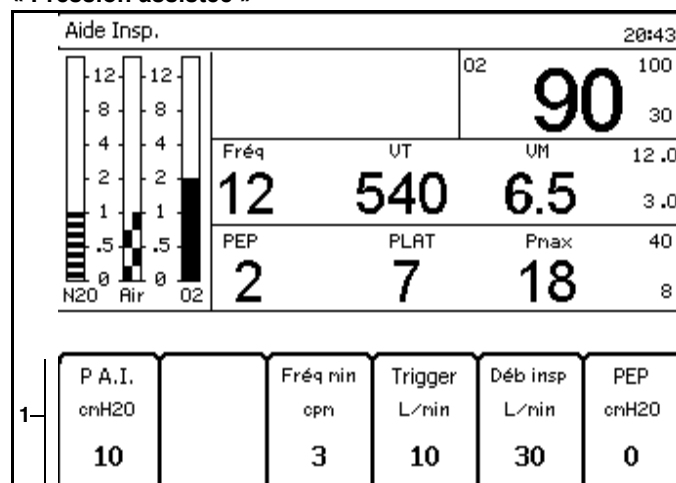 Aide Insp. 20:43
12 12
8 8
4 4
2 2
1 1
.5 .5
0 0
N2O Air O2
O2 90 100
30
Fréq VT VM 12.0
12 540 6.5 3.0
PEP PLAT Pmax 40
2 7 18 8
1
P A.I. Fréq min Trigger Déb insp PEP
cmH2O cpm L/min L/min cmH2O
10 3 10 30 0